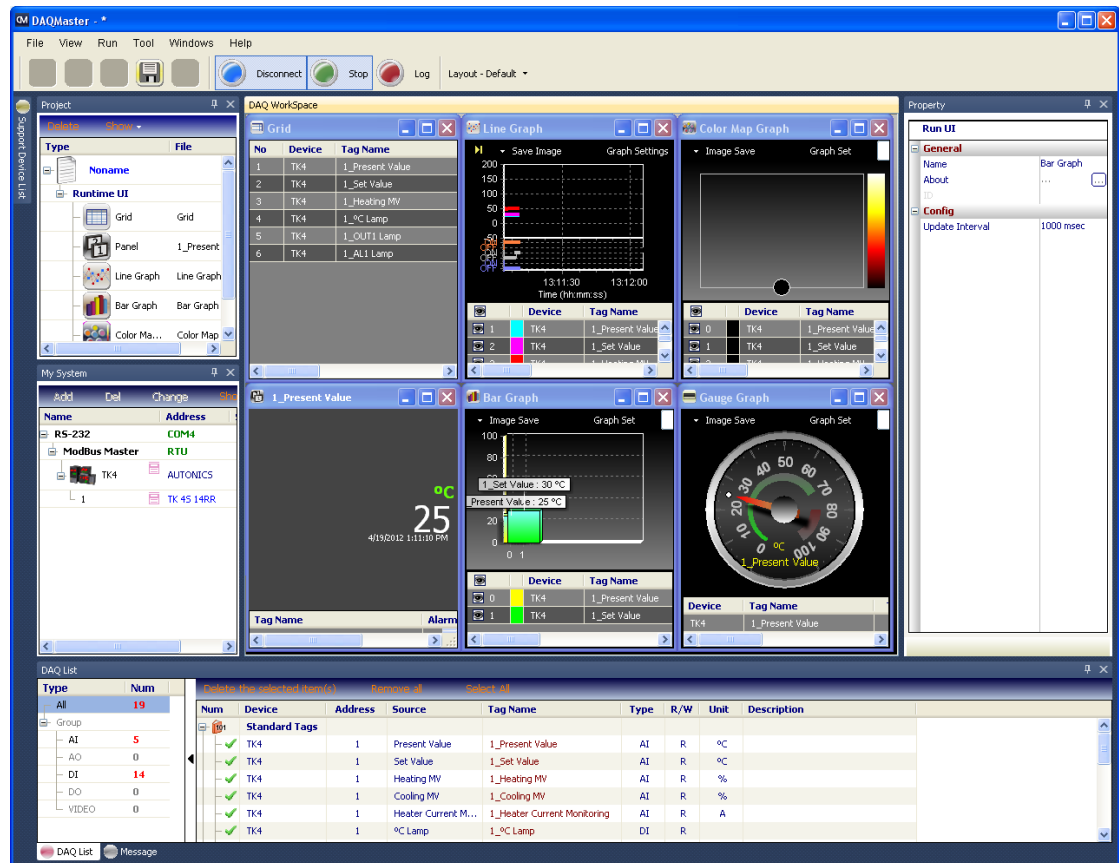 DAQMaster - *
File View Run Tool Windows Help
Disconnect Stop Log Layout - Default
Support Device List
Project
Delete Show
Type File
Noname
Runtime UI
Grid Grid
Panel 1_Present
Line Graph Line Graph
Bar Graph Bar Graph
Color Ma... Color Map
My System
Add Del Change Sho
Name Address S
RS-232 COM4
ModBus Master RTU
TK4 AUTONICS
1 TK 4S 14RR
DAQ WorkSpace
Grid
No Device Tag Name
1 TK4 1_Present Value
2 TK4 1_Set Value
3 TK4 1_Heating MV
4 TK4 1_ºC Lamp
5 TK4 1_OUT1 Lamp
6 TK4 1_AL1 Lamp
Line Graph
Save Image Graph Settings
200
150
100
50
0
13:11:30 13:12:00
Time (hh:mm:ss)
Device Tag Name
1 TK4 1_Present Value
2 TK4 1_Set Value
Color Map Graph
Image Save Graph Set
Device Tag Name
0 TK4 1_Present Value
1 TK4 1_Set Value
1_Present Value
ºC
25
4/19/2012 1:11:10 PM
Tag Name Alarm
Bar Graph
Image Save Graph Set
100
80
1_Set Value : 30 ºC
_Present Value : 25 ºC
20
0
0 1
Device Tag Name
0 TK4 1_Present Value
1 TK4 1_Set Value
Gauge Graph
Image Save Graph Set
0 10 20 30 40 50 60 70 80 90 100
ºC
1_Present Value
Device Tag Name
TK4 1_Present Value
Property
Run UI
General
Name Bar Graph
About ... ...
ID
Config
Update Interval 1000 msec
DAQ List
Type Num
All 19
Group
AI 5
AO 0
DI 14
DO 0
VIDEO 0
Delete the selected item(s) Remove all Select All
Num Device Address Source Tag Name Type R/W Unit Description
101 Standard Tags
TK4 1 Present Value 1_Present Value AI R ºC
TK4 1 Set Value 1_Set Value AI R ºC
TK4 1 Heating MV 1_Heating MV AI R %
TK4 1 Cooling MV 1_Cooling MV AI R %
TK4 1 Heater Current M... 1_Heater Current Monitoring AI R A
TK4 1 ºC Lamp 1_ºC Lamp DI R
DAQ List Message